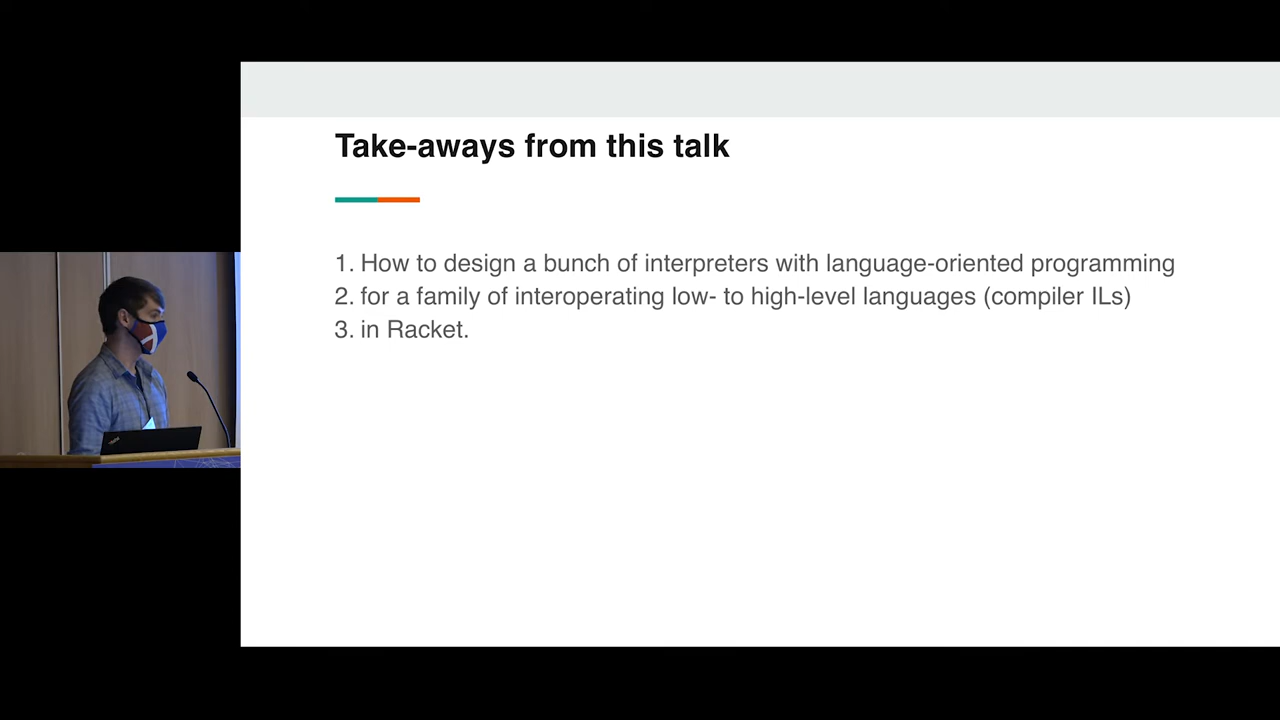 Take-aways from this talk
1. How to design a bunch of interpreters with language-oriented programming
2. for a family of interoperating low- to high-level languages (compiler ILs)
3. in Racket.